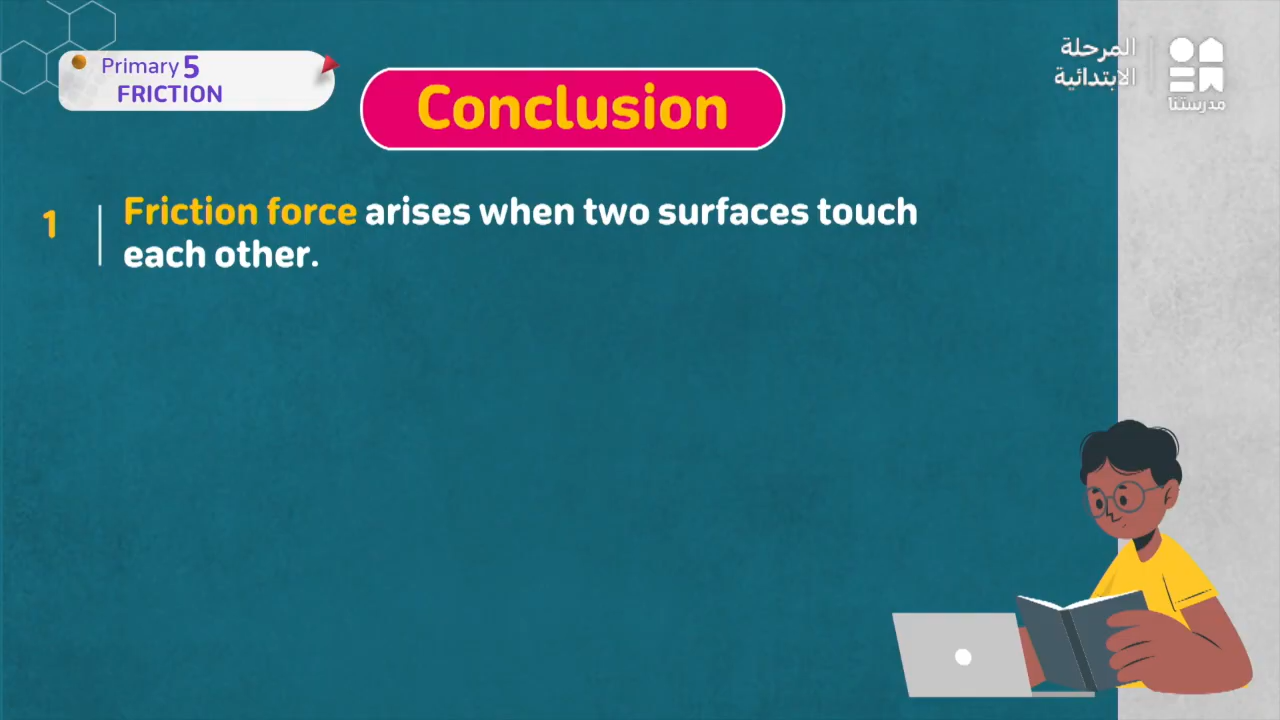 Primary 5
FRICTION
Conclusion
المرحلة
الابتدائية
مدرستنا
1
Friction force arises when two surfaces touch
each other.